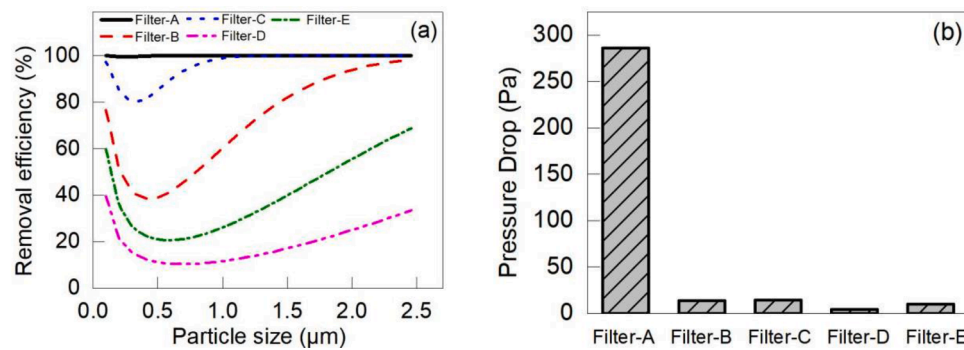 Filter-A Filter-C Filter-E
Filter-B Filter-D
(a)
100
80
60
40
20
0
Removal efficiency (%)
0.0 0.5 1.0 1.5 2.0 2.5
Particle size (μm)
(b)
300
250
200
150
100
50
0
Pressure Drop (Pa)
Filter-A Filter-B Filter-C Filter-D Filter-E